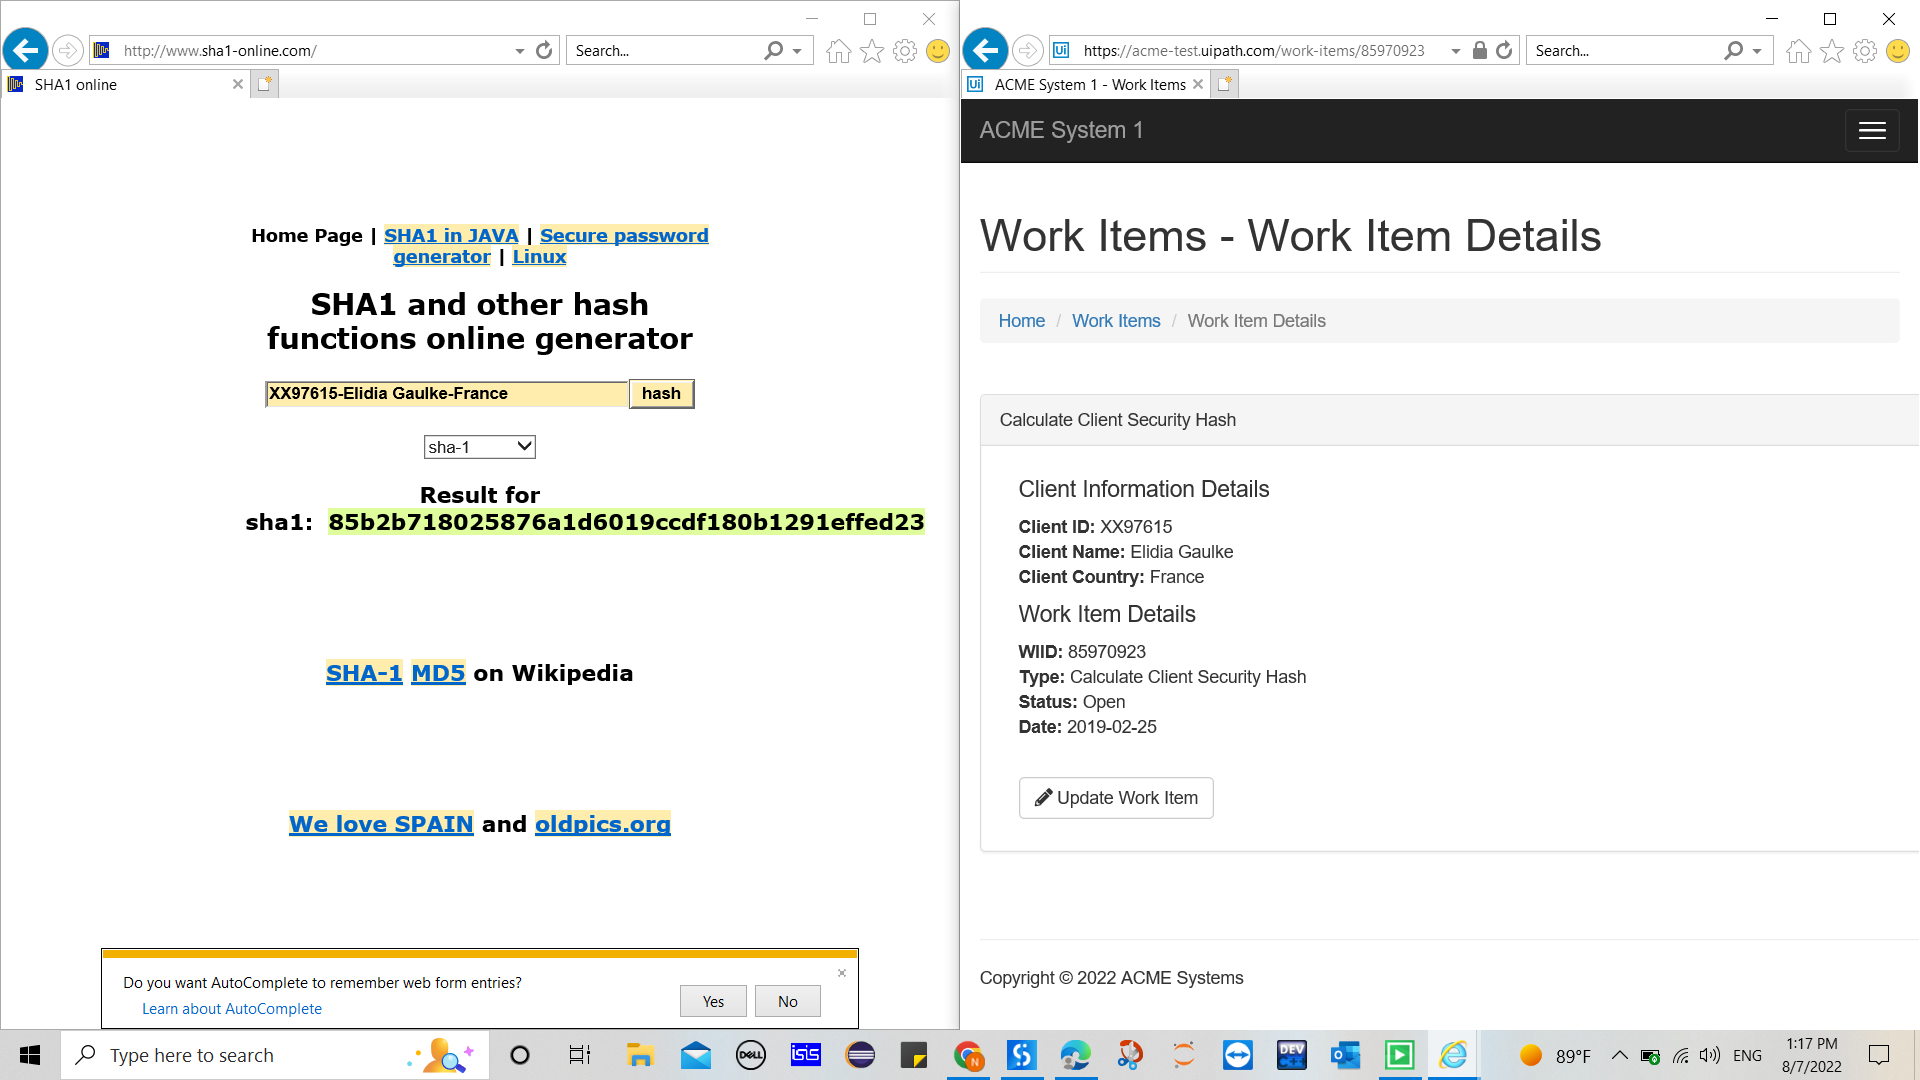 http://www.sha1-online.com/
Search...
SHA1 online
Home Page | SHA1 in JAVA | Secure password
generator | Linux
SHA1 and other hash
functions online generator
XX97615-Elidia Gaulke-France
hash
sha-1
Result for
sha1: 85b2b718025876a1d6019ccdf180b1291effed23
SHA-1 MD5 on Wikipedia
We love SPAIN and oldpics.org
Do you want AutoComplete to remember web form entries?
Learn about AutoComplete
Yes
No
https://acme-test.uipath.com/work-items/85970923
Search...
Ui
ACME System 1 - Work Items
ACME System 1
Work Items - Work Item Details
Home / Work Items / Work Item Details
Calculate Client Security Hash
Client Information Details
Client ID: XX97615
Client Name: Elidia Gaulke
Client Country: France
Work Item Details
WIID: 85970923
Type: Calculate Client Security Hash
Status: Open
Date: 2019-02-25
Update Work Item
Copyright © 2022 ACME Systems
Type here to search
DELL
isis
N
DEV
C++
89°F
ENG
1:17 PM
8/7/2022